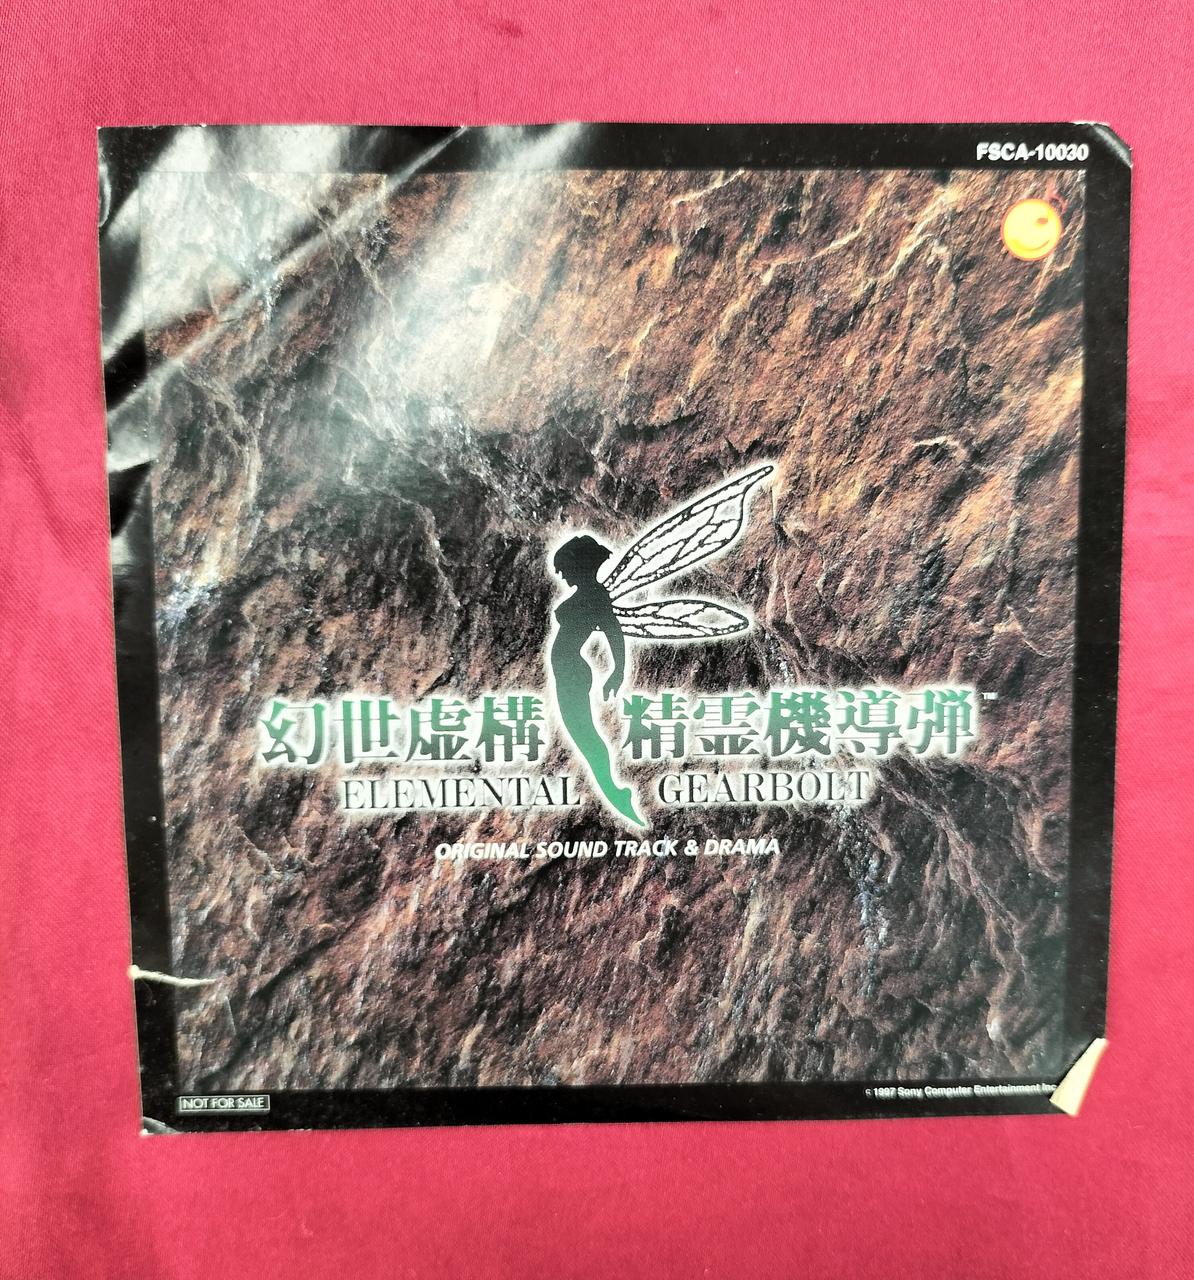 FSCA-10030
幻世虚構 精霊機導弾™
ELEMENTAL GEARBOLT
ORIGINAL SOUND TRACK & DRAMA
© 1997 Sony Computer Entertainment Inc
NOT FOR SALE